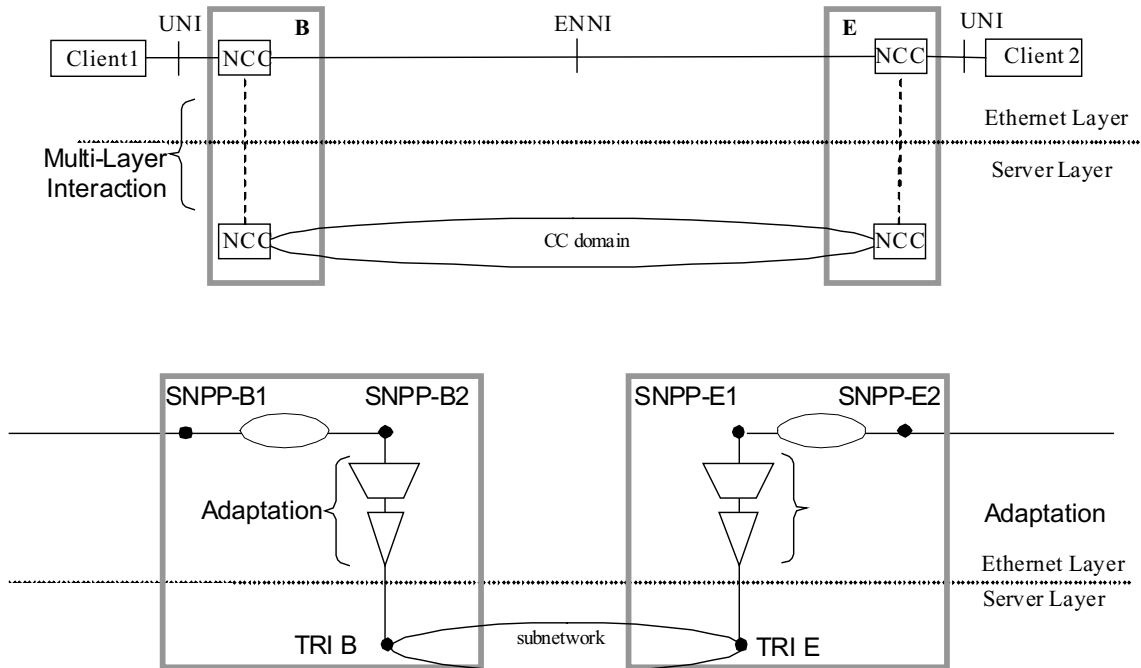 UNI B ENNI E UNI
Client1 NCC NCC Client 2
Ethernet Layer
Multi-Layer
Interaction
Server Layer
NCC CC domain NCC
SNPP-B1 SNPP-B2 SNPP-E1 SNPP-E2
Adaptation Adaptation
Ethernet Layer
Server Layer
TRI B subnetwork TRI E